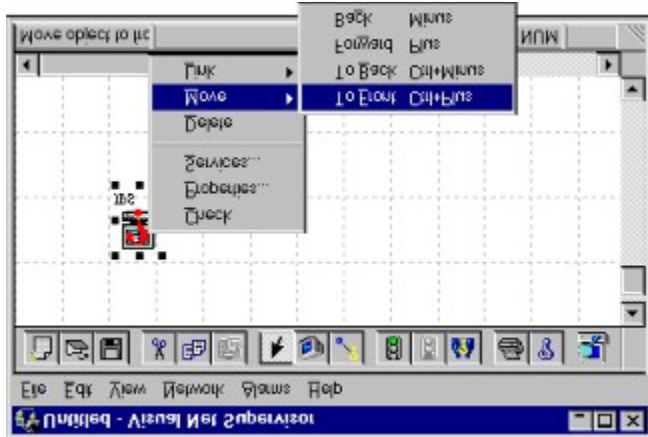 Untitled - Visual Net Supervisor
File Edit View Network Alarms Help
Check
Properties...
Services...
Delete
Move
Link
To Front Ctrl+Plus
To Back Ctrl+Minus
Forward Plus
Back Minus
Move object to frc NUM